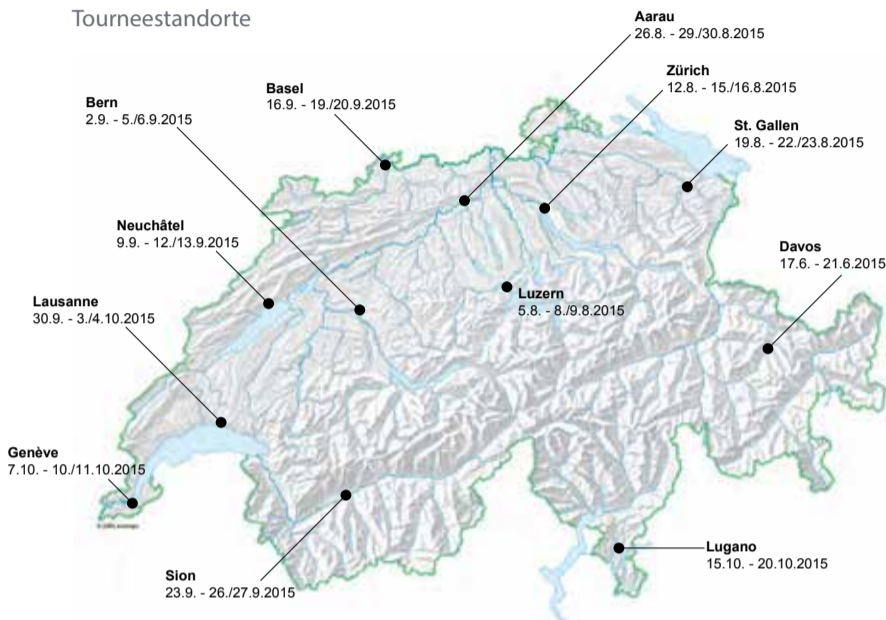 Tourneestandorte
Aarau
26.8. - 29./30.8.2015
Zürich
12.8. - 15./16.8.2015
Basel
16.9. - 19./20.9.2015
Bern
2.9. - 5./6.9.2015
St. Gallen
19.8. - 22./23.8.2015
Neuchâtel
9.9. - 12./13.9.2015
Davos
17.6. - 21.6.2015
Lausanne
30.9. - 3./4.10.2015
Luzern
5.8. - 8./9.8.2015
Genève
7.10. - 10./11.10.2015
Lugano
15.10. - 20.10.2015
Sion
23.9. - 26./27.9.2015